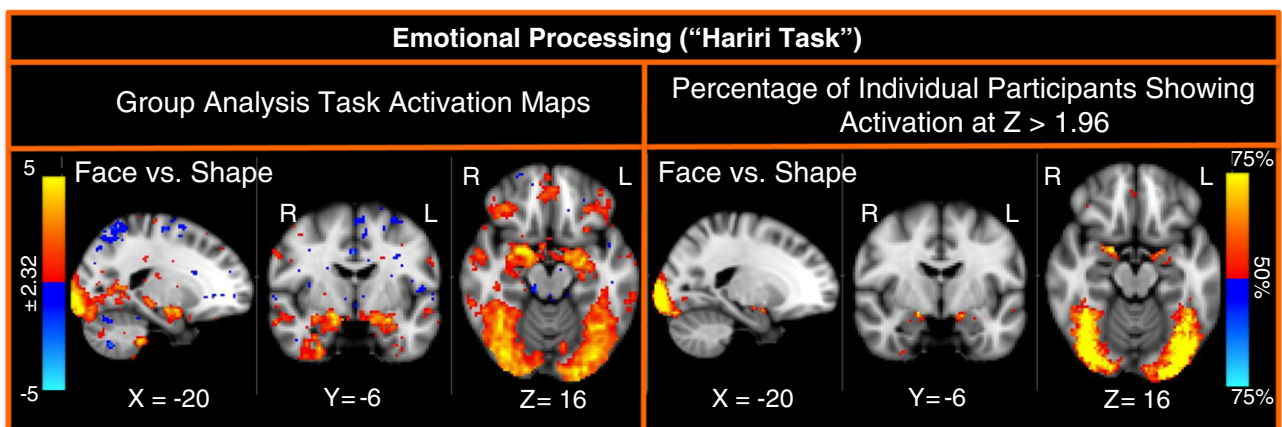 Emotional Processing (“Hariri Task”)
Group Analysis Task Activation Maps
Percentage of Individual Participants Showing
Activation at Z > 1.96
5
±2.32
-5
Face vs. Shape
R
L
R
L
X = -20
Y= -6
Z= 16
Face vs. Shape
R
L
R
L
X = -20
Y= -6
Z= 16
75%
50%
75%